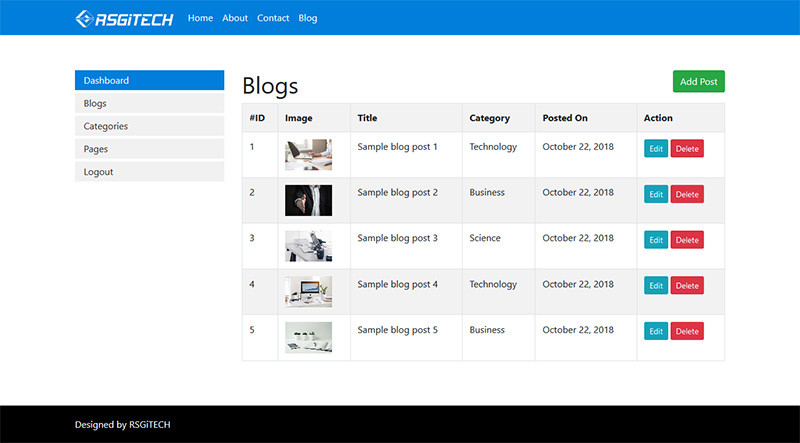 RSGiTECH Home About Contact Blog
Dashboard
Blogs
Categories
Pages
Logout
Blogs Add Post
#ID Image Title Category Posted On Action
1 Sample blog post 1 Technology October 22, 2018 Edit Delete
2 Sample blog post 2 Business October 22, 2018 Edit Delete
3 Sample blog post 3 Science October 22, 2018 Edit Delete
4 Sample blog post 4 Technology October 22, 2018 Edit Delete
5 Sample blog post 5 Business October 22, 2018 Edit Delete
Designed by RSGiTECH